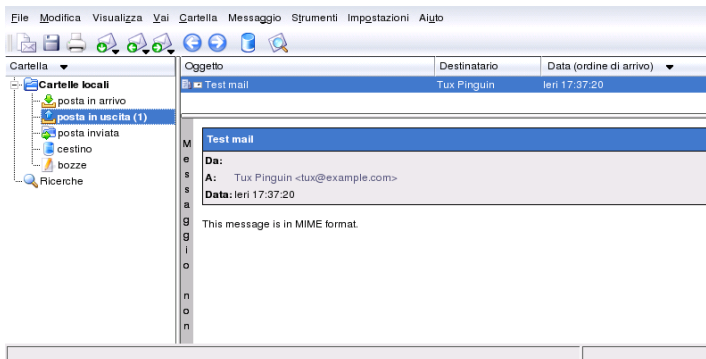 File Modifica Visualizza Vai Cartella Messaggio Strumenti Impostazioni Aiuto
Cartella
Oggetto Destinatario Data (ordine di arrivo)
Cartelle locali
posta in arrivo
posta in uscita (1)
posta inviata
cestino
bozze
Ricerche
Test mail Tux Pinguin Ieri 17:37:20
Messaggio non
Test mail
Da:
A: Tux Pinguin <tux@example.com>
Data: Ieri 17:37:20
This message is in MIME format.